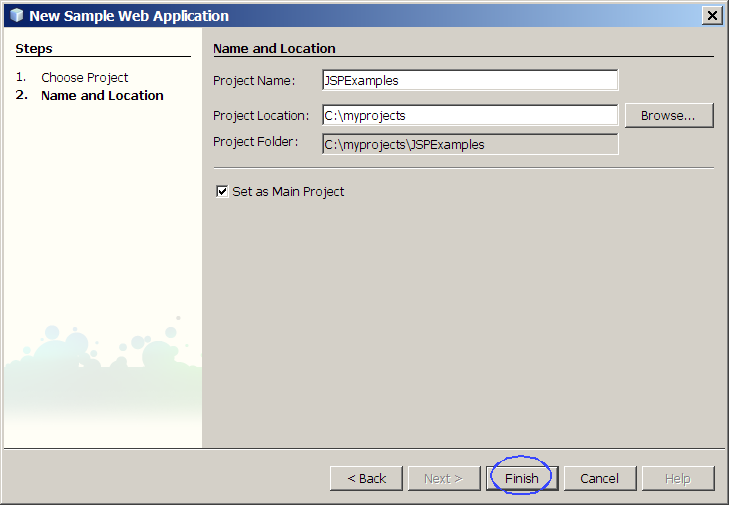 New Sample Web Application
Steps
1. Choose Project
2. Name and Location
Name and Location
Project Name: JSPExamples
Project Location: C:\myprojects Browse...
Project Folder: C:\myprojects\JSPExamples
Set as Main Project
< Back Next > Finish Cancel Help